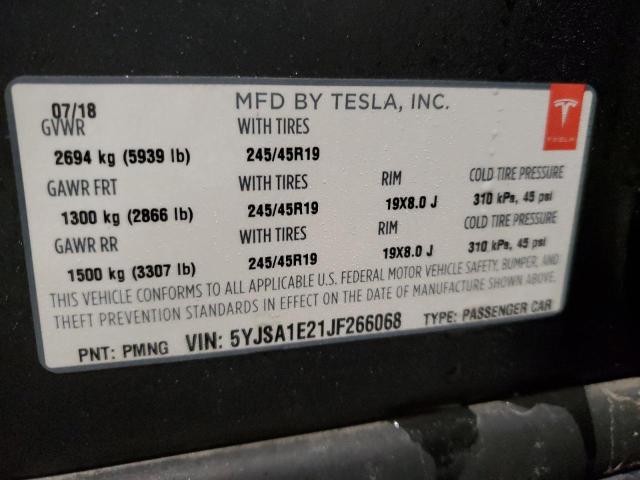 07/18 MFD BY TESLA, INC.
GVWR WITH TIRES
2694 kg (5939 lb) 245/45R19
GAWR FRT WITH TIRES RIM COLD TIRE PRESSURE
1300 kg (2866 lb) 245/45R19 19X8.0 J 310 kPa, 45 psi
GAWR RR WITH TIRES RIM COLD TIRE PRESSURE
1500 kg (3307 lb) 245/45R19 19X8.0 J 310 kPa, 45 psi
THIS VEHICLE CONFORMS TO ALL APPLICABLE U.S. FEDERAL MOTOR VEHICLE SAFETY, BUMPER, AND
THEFT PREVENTION STANDARDS IN EFFECT ON THE DATE OF MANUFACTURE SHOWN ABOVE.
PNT: PMNG VIN: 5YJSA1E21JF266068 TYPE: PASSENGER CAR
TESLA